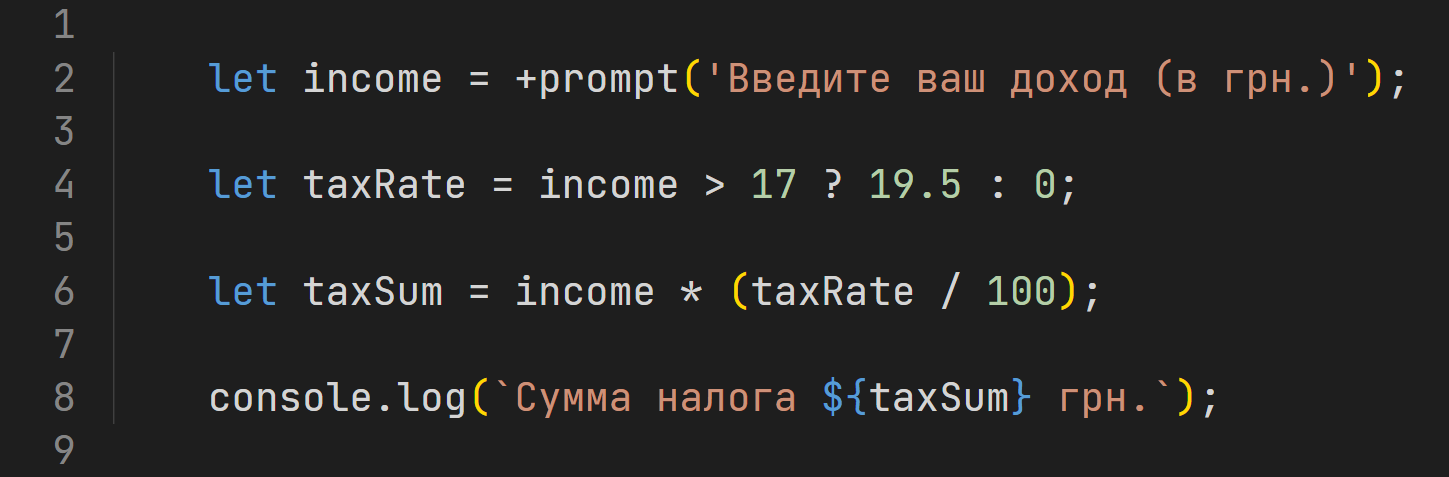 1
2 let income = +prompt('Введите ваш доход (в грн.)');
3
4 let taxRate = income > 17 ? 19.5 : 0;
5
6 let taxSum = income * (taxRate / 100);
7
8 console.log(`Сумма налога ${taxSum} грн.`);
9